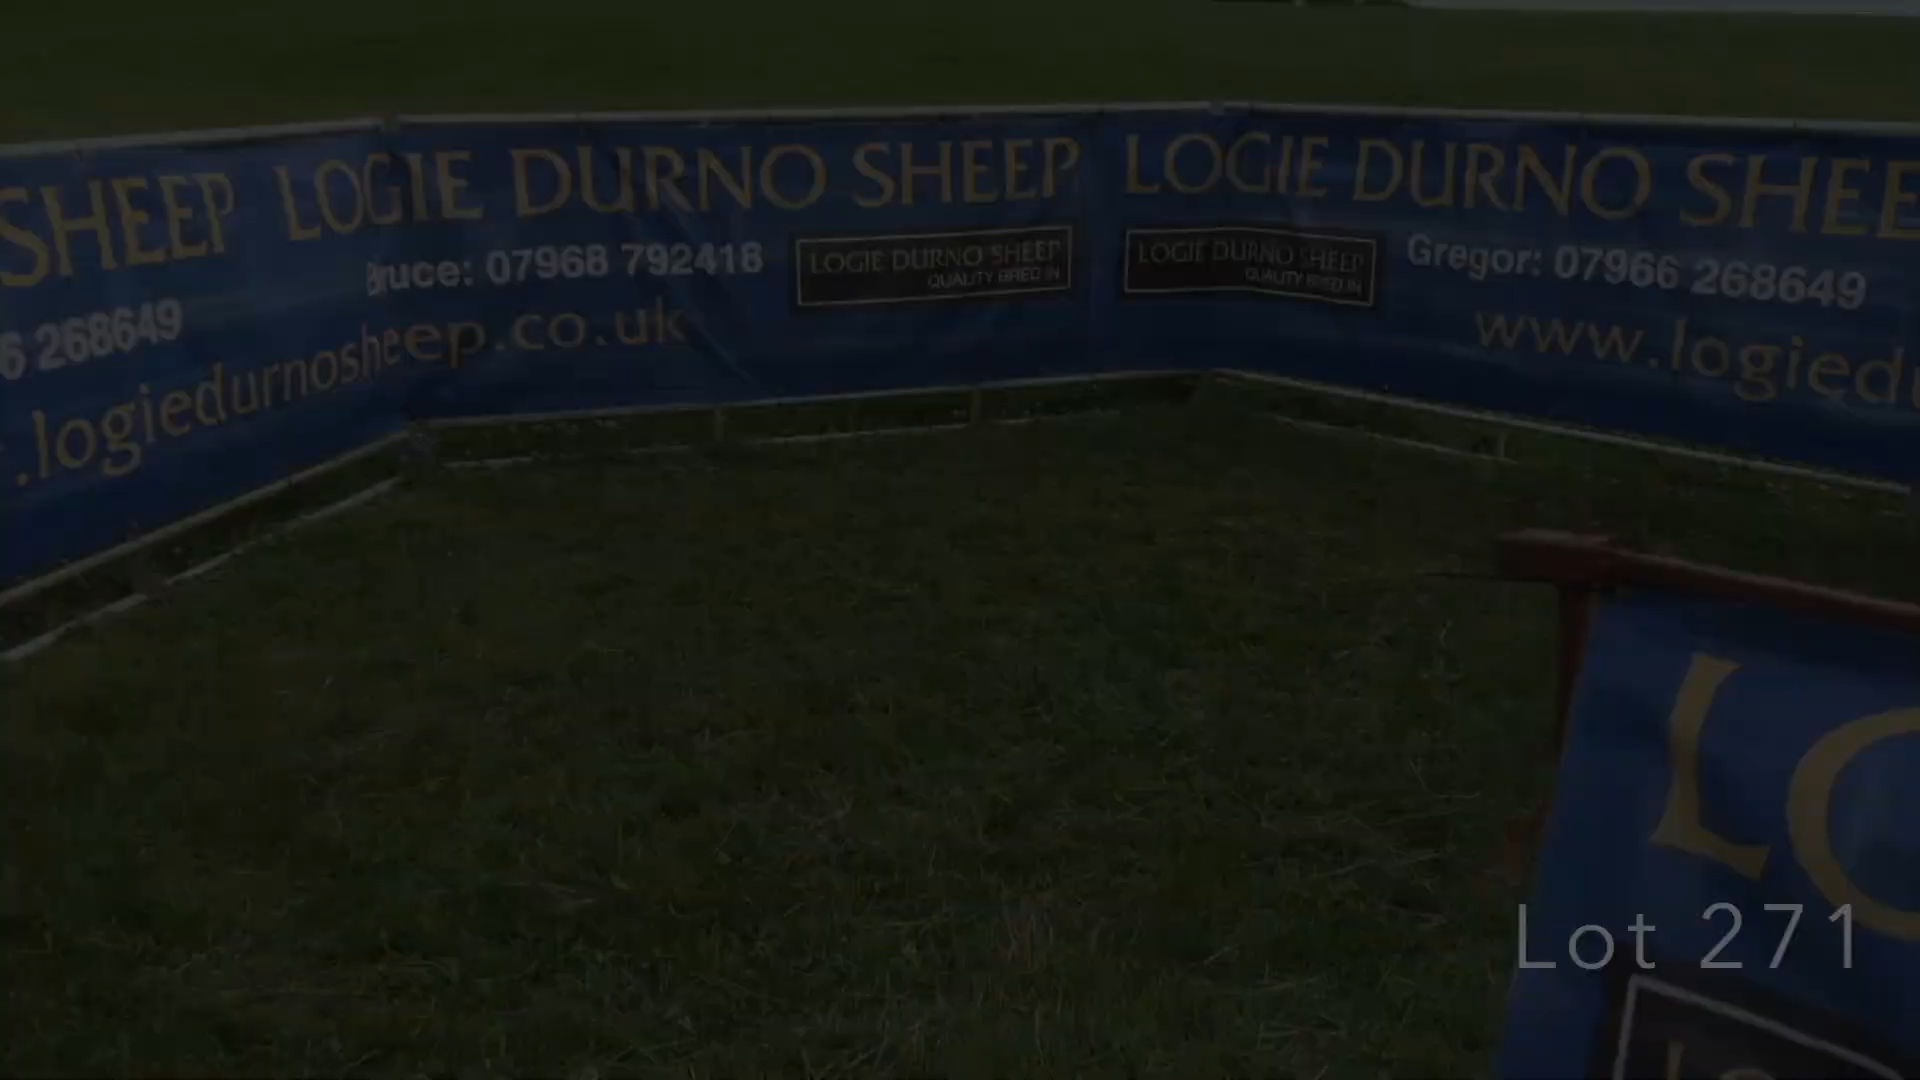 SHEEP
6 268649
.logiedurnosheep.co.uk
LOGIE DURNO SHEEP
Bruce: 07968 792418
LOGIE DURNO SHEEP
QUALITY BRED IN
LOGIE DURNO SHEE
LOGIE DURNO SHEEP
QUALITY BRED IN
Gregor: 07966 268649
www.logiedu
LO
Lot 271